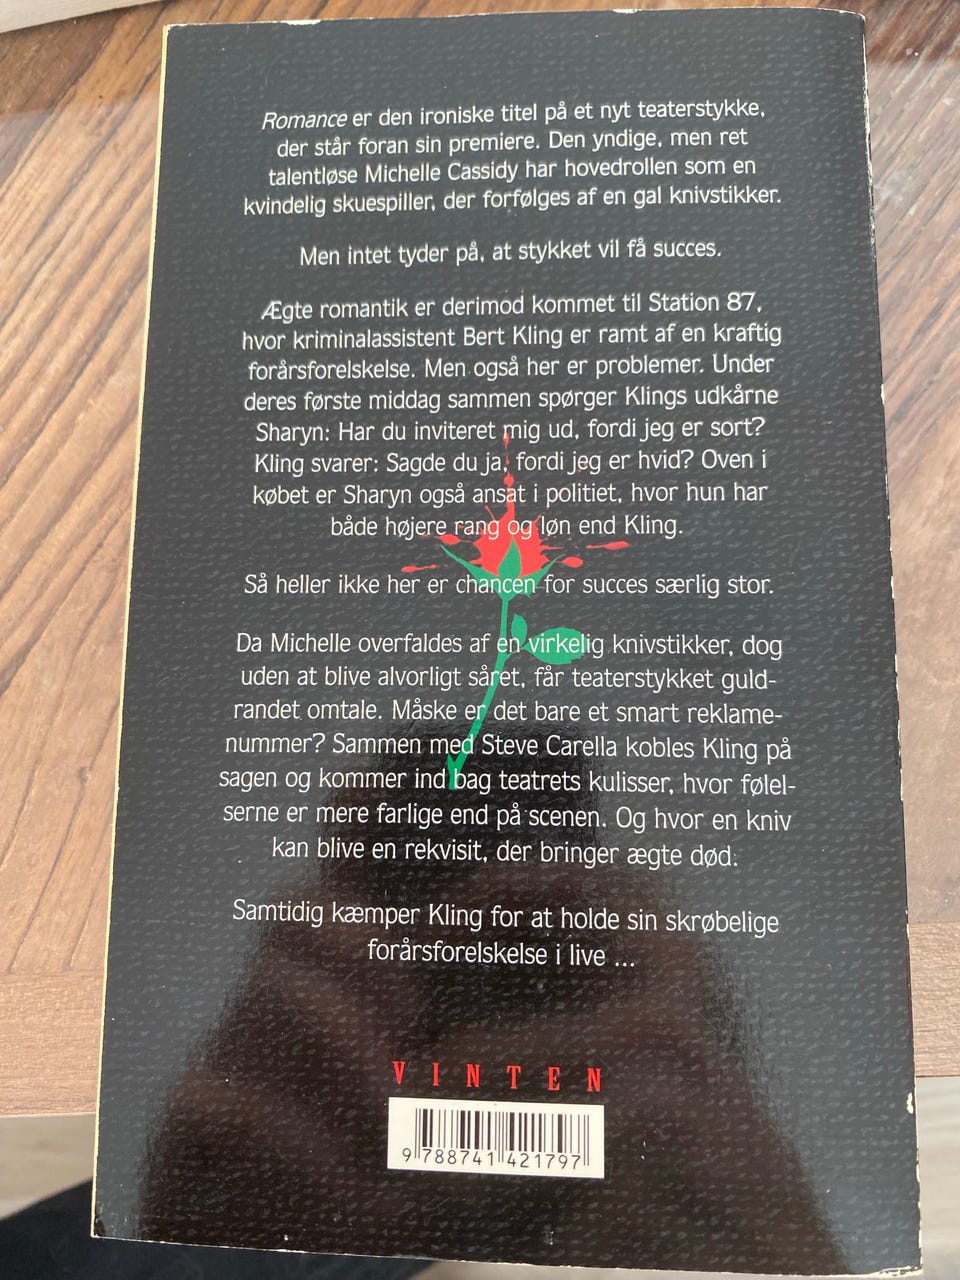 Romance er den ironiske titel på et nyt teaterstykke,
der står foran sin premiere. Den yndige, men ret
talentløse Michelle Cassidy har hovedrollen som en
kvindelig skuespiller, der forfølges af en gal knivstikker.
Men intet tyder på, at stykket vil få succes.
Ægte romantik er derimod kommet til Station 87,
hvor kriminalassistent Bert Kling er ramt af en kraftig
forårsforelskelse. Men også her er problemer. Under
deres første middag sammen spørger Klings udkårne
Sharyn: Har du inviteret mig ud, fordi jeg er sort?
Kling svarer: Sagde du ja, fordi jeg er hvid? Oven i
købet er Sharyn også ansat i politiet, hvor hun har
både højere rang og løn end Kling.
Så heller ikke her er chancen for succes særlig stor.
Da Michelle overfaldes af en virkelig knivstikker, dog
uden at blive alvorligt såret, får teaterstykket guld-
randet omtale. Måske er det bare et smart reklame-
nummer? Sammen med Steve Carella kobles Kling på
sagen og kommer ind bag teatrets kulisser, hvor følel-
serne er mere farlige end på scenen. Og hvor en kniv
kan blive en rekvisit, der bringer ægte død.
Samtidig kæmper Kling for at holde sin skrøbelige
forårsforelskelse i live ...
VINTEN
9 788741 421797